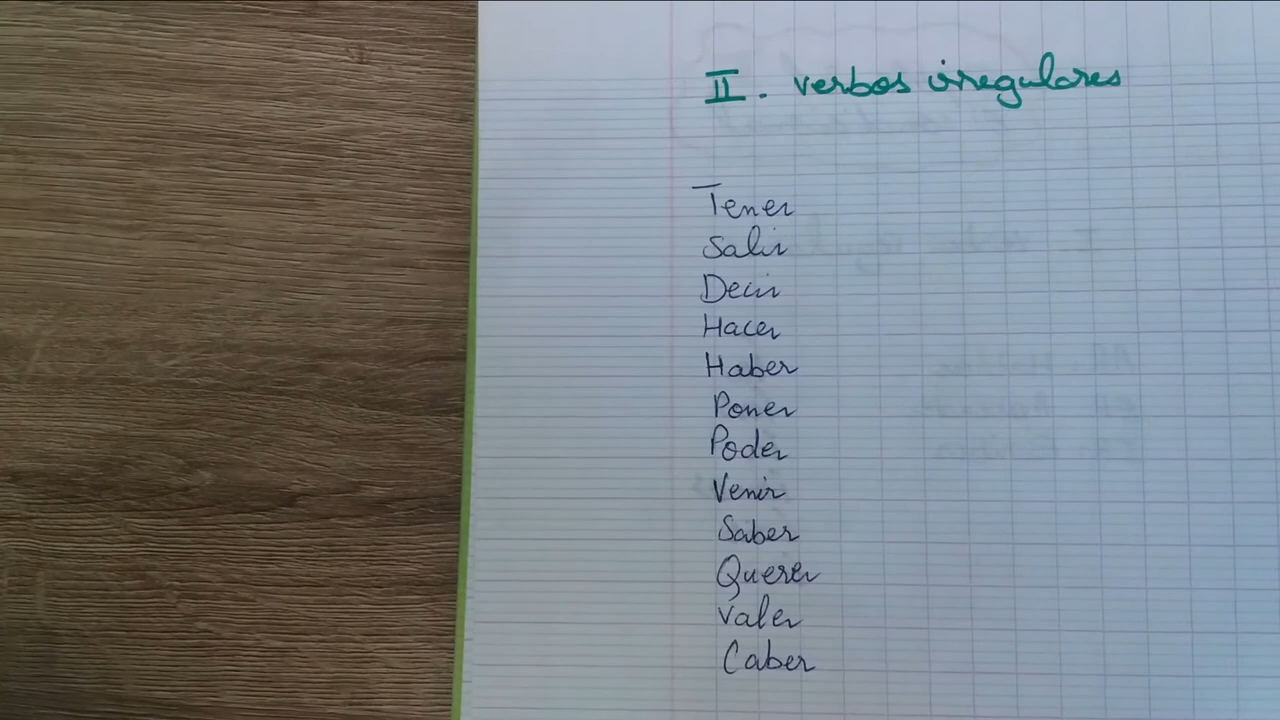 II. verbos irregulares
Tener
Salir
Decir
Hacer
Haber
Poner
Poder
Venir
Saber
Querer
Valer
Caber